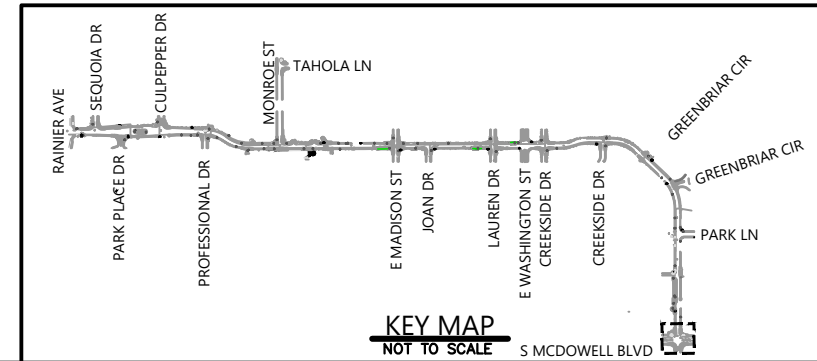 RAINIER AVE
SEQUOIA DR
CULPEPPER DR
MONROE ST
TAHOLA LN
GREENBRIAR CIR
GREENBRIAR CIR
PARK PLACE DR
PROFESSIONAL DR
E MADISON ST
JOAN DR
LAUREN DR
E WASHINGTON ST
CREEKSIDE DR
CREEKSIDE DR
PARK LN
KEY MAP
NOT TO SCALE
S MCDOWELL BLVD